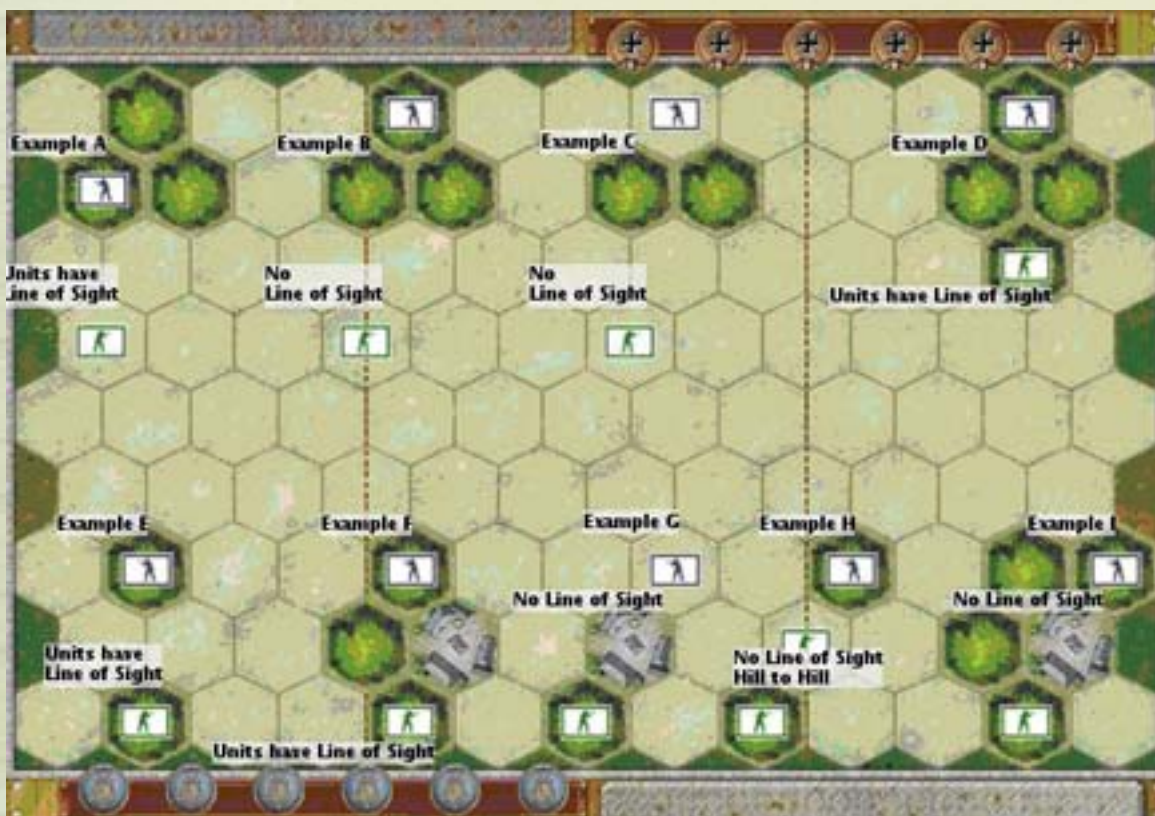 Example A
Example B
Example C
Example D
Units have
Line of Sight
No
Line of Sight
No
Line of Sight
Units have Line of Sight
Example E
Example F
Example G
Example H
Example I
No Line of Sight
No Line of Sight
Units have
Line of Sight
No Line of Sight
Hill to Hill
Units have Line of Sight